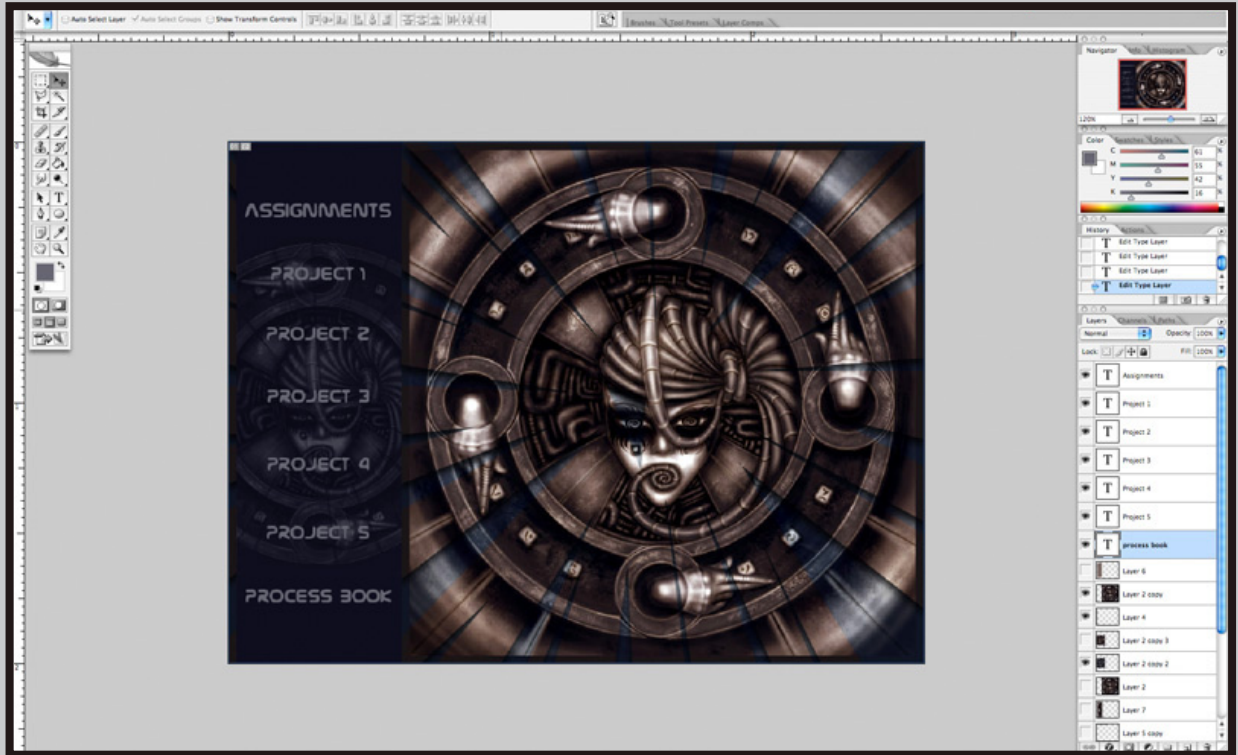 Auto Select Layer Auto Select Groups Show Transform Controls
Brushes Tool Presets Layer Comps
Navigator Info Histogram
120%
Color Swatches Styles
C 61 %
M 55 %
Y 42 %
K 16 %
History Actions
Edit Type Layer
Edit Type Layer
Edit Type Layer
Edit Type Layer
Layers Channels Paths
Normal Opacity: 100%
Lock: Fill: 100%
T Assignments
T Project 1
T Project 2
T Project 3
T Project 4
T Project 5
T process book
Layer 6
Layer 2 copy
Layer 4
Layer 2 copy 3
Layer 2 copy 2
Layer 2
Layer 7
Layer 5 copy
ASSIGNMENTS
PROJECT 1
PROJECT 2
PROJECT 3
PROJECT 4
PROJECT 5
PROCESS BOOK